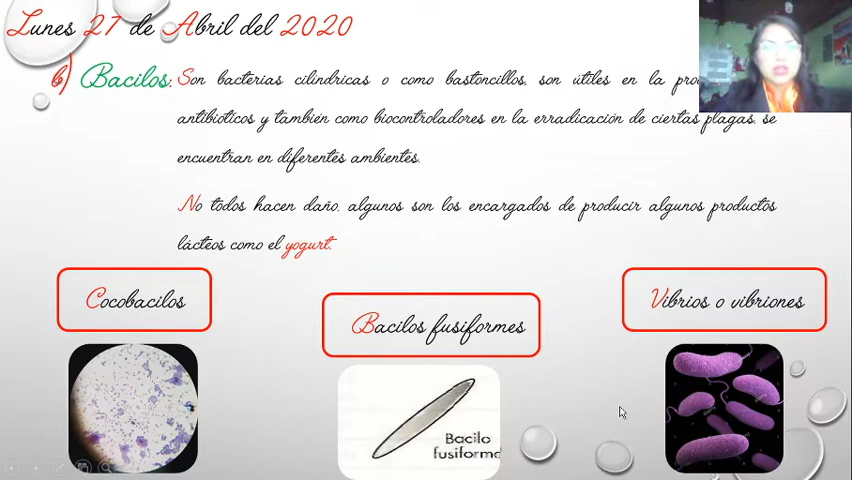 Lunes 27 de Abril del 2020
b) Bacilos: Son bacterias cilíndricas o como bastoncillos, son útiles en la
antibióticos y también como biocontroladores en la erradicación de ciertas plagas, se
encuentran en diferentes ambientes.
No todos hacen daño, algunos son los encargados de producir algunos productos
lácteos como el yogurt.
Cocobacilos
Bacilos fusiformes
Vibrios o vibriones
Bacilo
fusiforme